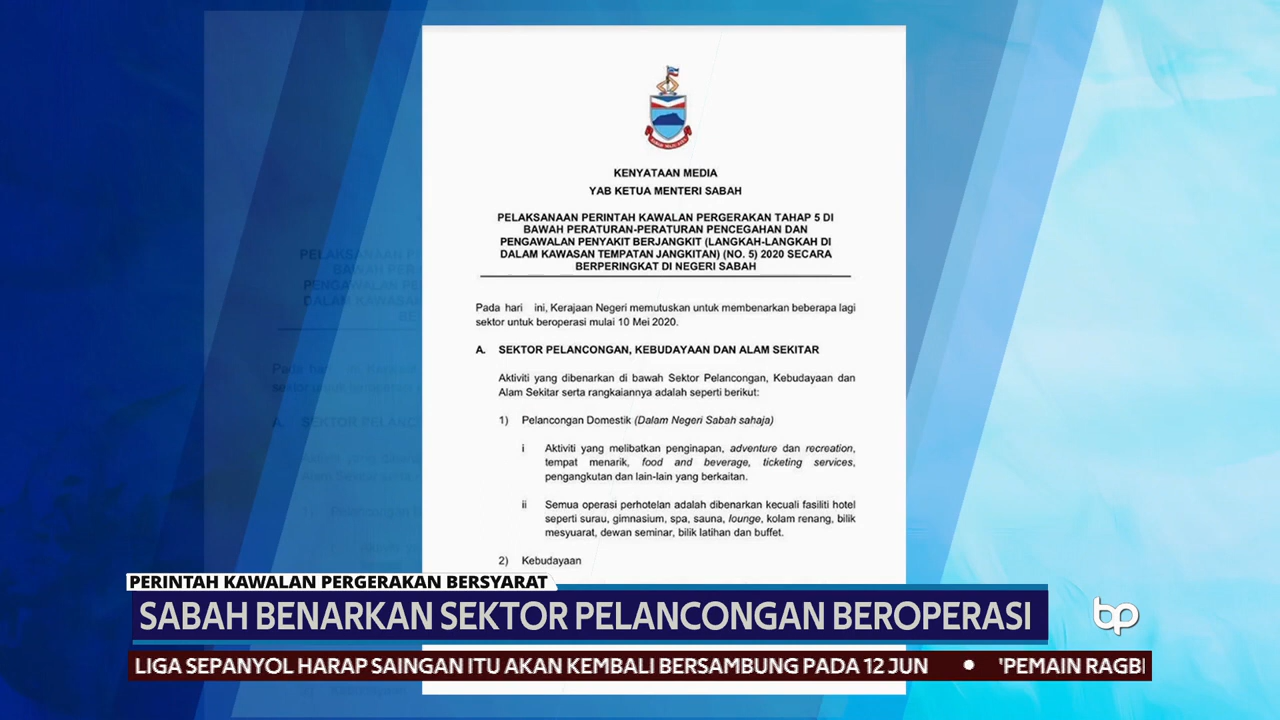 KENYATAAN MEDIA
YAB KETUA MENTERI SABAH
PELAKSANAAN PERINTAH KAWALAN PERGERAKAN TAHAP 5 DI
BAWAH PERATURAN-PERATURAN PENCEGAHAN DAN
PENGAWALAN PENYAKIT BERJANGKIT (LANGKAH-LANGKAH DI
DALAM KAWASAN TEMPATAN JANGKITAN) (NO. 5) 2020 SECARA
BERPERINGKAT DI NEGERI SABAH
Pada hari ini, Kerajaan Negeri memutuskan untuk membenarkan beberapa lagi
sektor untuk beroperasi mulai 10 Mei 2020.
A. SEKTOR PELANCONGAN, KEBUDAYAAN DAN ALAM SEKITAR
Aktiviti yang dibenarkan di bawah Sektor Pelancongan, Kebudayaan dan
Alam Sekitar serta rangkaiannya adalah seperti berikut:
1) Pelancongan Domestik (Dalam Negeri Sabah sahaja)
i Aktiviti yang melibatkan penginapan, adventure dan recreation,
tempat menarik, food and beverage, ticketing services,
pengangkutan dan lain-lain yang berkaitan.
ii Semua operasi perhotelan adalah dibenarkan kecuali fasiliti hotel
seperti surau, gimnasium, spa, sauna, lounge, kolam renang, bilik
mesyuarat, dewan seminar, bilik latihan dan buffet.
2) Kebudayaan
PERINTAH KAWALAN PERGERAKAN BERSYARAT
SABAH BENARKAN SEKTOR PELANCONGAN BEROPERASI
bp
LIGA SEPANYOL HARAP SAINGAN ITU AKAN KEMBALI BERSAMBUNG PADA 12 JUN • 'PEMAIN RAGBI